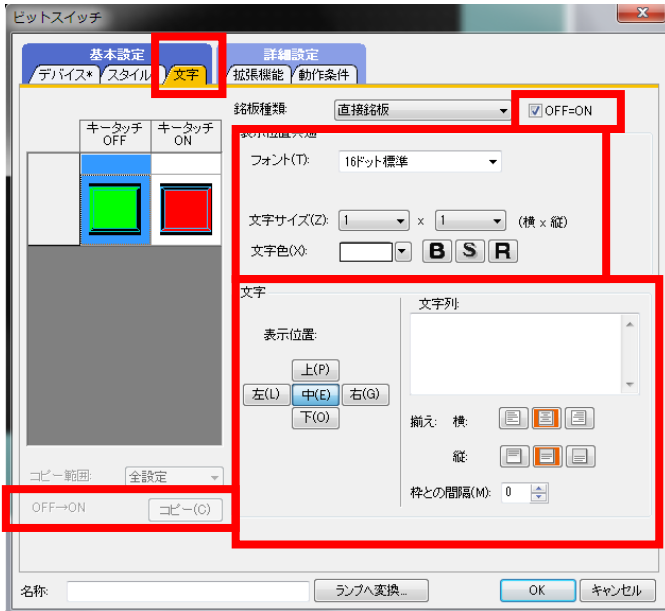 ビットスイッチ
基本設定 詳細設定
デバイス* スタイル 文字 拡張機能 動作条件
銘板種類: 直接銘板 OFF=ON
キータッチ OFF キータッチ ON
フォント(T): 16ドット標準
文字サイズ(Z): 1 x 1 (横 x 縦)
文字色(X): B S R
文字
文字列:
表示位置:
上(P)
左(L) 中(E) 右(G)
下(O)
揃え: 横:
縦:
枠との間隔(M): 0
コピー範囲: 全設定
OFF→ON コピー(C)
名称: ランプへ変換... OK キャンセル